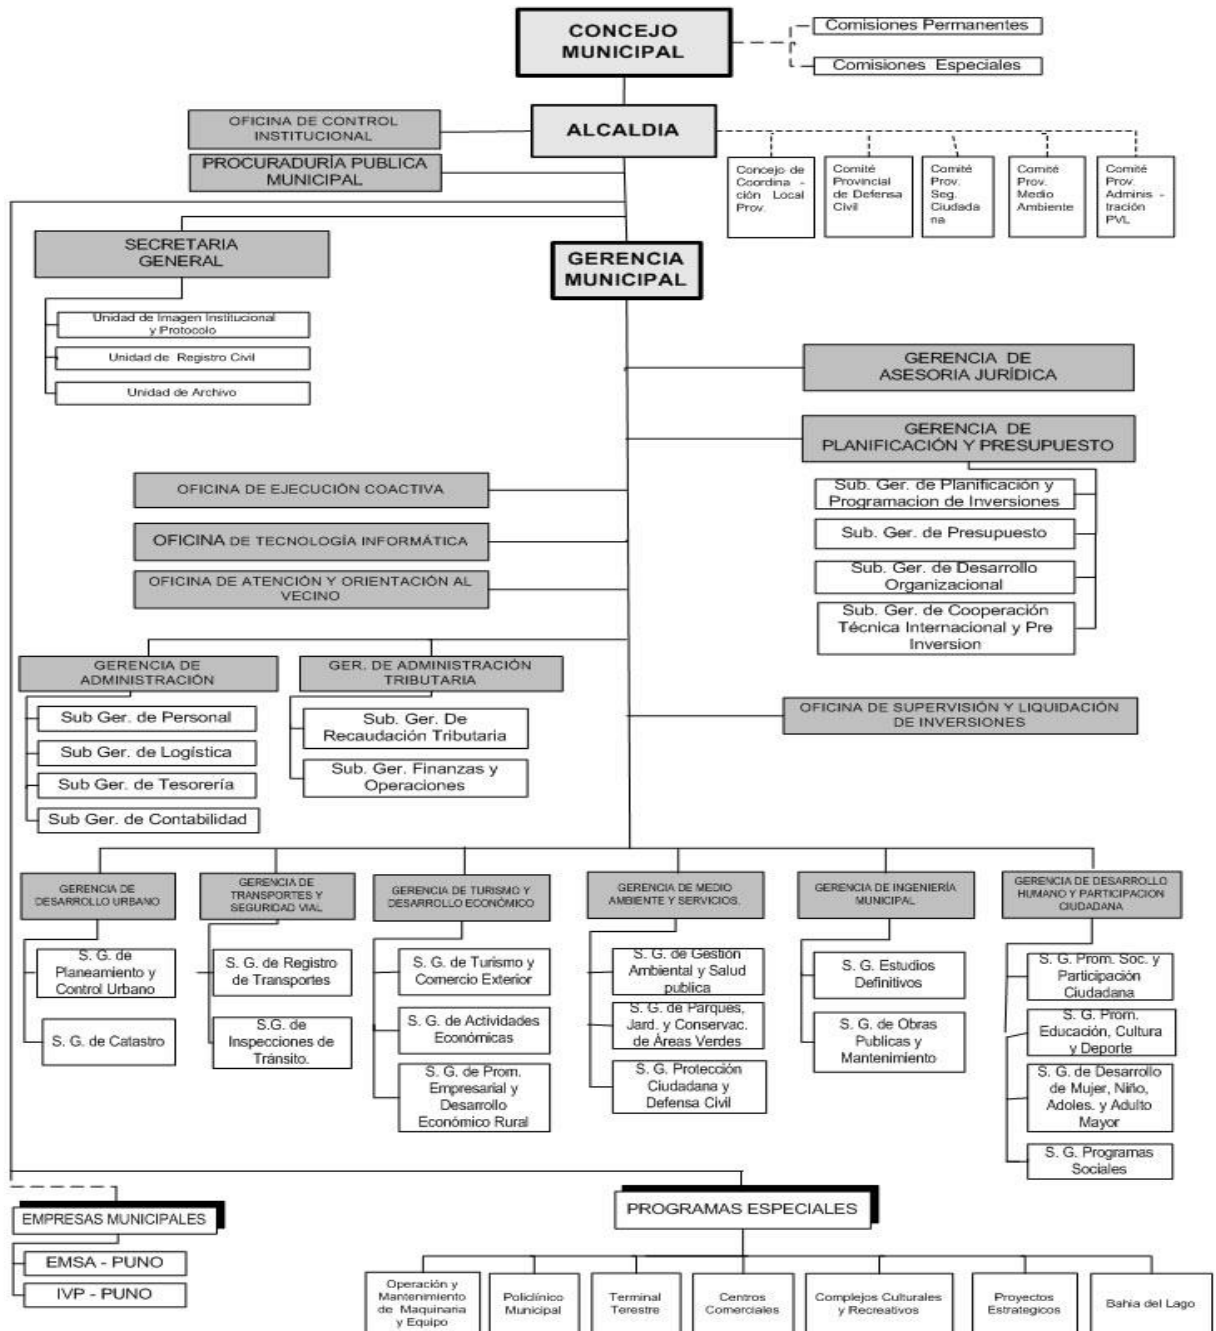 CONCEJO
MUNICIPAL
Comisiones Permanentes
Comisiones Especiales
OFICINA DE CONTROL
INSTITUCIONAL
ALCALDIA
PROCURADURÍA PUBLICA
MUNICIPAL
Concejo de
Coordina -
ción Local
Prov.
Comité
Provincial
de Defensa
Civil
Comité
Prov.
Seg.
Ciudada
na
Comité
Prov.
Medio
Ambiente
Comité
Prov.
Adminis -
tración
PVL
SECRETARIA
GENERAL
GERENCIA
MUNICIPAL
Unidad de Imagen Institucional
y Protocolo
Unidad de Registro Civil
Unidad de Archivo
GERENCIA DE
ASESORIA JURÍDICA
GERENCIA DE
PLANIFICACIÓN Y PRESUPUESTO
Sub. Ger. de Planificación y
Programacion de Inversiones
Sub. Ger. de Presupuesto
Sub. Ger. de Desarrollo
Organizacional
Sub. Ger. de Cooperación
Técnica Internacional y Pre
Inversion
OFICINA DE EJECUCIÓN COACTIVA
OFICINA DE TECNOLOGÍA INFORMÁTICA
OFICINA DE ATENCIÓN Y ORIENTACIÓN AL
VECINO
GERENCIA DE
ADMINISTRACIÓN
Sub Ger. de Personal
Sub Ger. de Logística
Sub Ger. de Tesorería
Sub Ger. de Contabilidad
GER. DE ADMINISTRACIÓN
TRIBUTARIA
Sub. Ger. De
Recaudación Tributaria
Sub. Ger. Finanzas y
Operaciones
OFICINA DE SUPERVISIÓN Y LIQUIDACIÓN
DE INVERSIONES
GERENCIA DE
DESARROLLO URBANO
S. G. de
Planeamiento y
Control Urbano
S. G. de Catastro
GERENCIA DE
TRANSPORTES Y
SEGURIDAD VIAL
S. G. de Registro
de Transportes
S.G. de
Inspecciones de
Tránsito.
GERENCIA DE TURISMO Y
DESARROLLO ECONÓMICO
S. G. de Turismo y
Comercio Exterior
S. G. de Actividades
Económicas
S. G. de Prom.
Empresarial y
Desarrollo
Económico Rural
GERENCIA DE MEDIO
AMBIENTE Y SERVICIOS.
S. G. de Gestión
Ambiental y Salud
publica
S. G. de Parques,
Jard. y Conservac.
de Áreas Verdes
S. G. Protección
Ciudadana y
Defensa Civil
GERENCIA DE INGENIERÍA
MUNICIPAL
S. G. Estudios
Definitivos
S. G. de Obras
Publicas y
Mantenimiento
GERENCIA DE DESARROLLO
HUMANO Y PARTICIPACION
CIUDADANA
S. G. Prom. Soc. y
Participación
Ciudadana
S. G. Prom.
Educación, Cultura
y Deporte
S. G. de Desarrollo
de Mujer, Niño,
Adoles. y Adulto
Mayor
S. G. Programas
Sociales
EMPRESAS MUNICIPALES
EMSA - PUNO
IVP - PUNO
PROGRAMAS ESPECIALES
Operación y
Mantenimiento
de Maquinaria
y Equipo
Policlínico
Municipal
Terminal
Terestre
Centros
Comerciales
Complejos Culturales
y Recreativos
Proyectos
Estrategicos
Bahia del Lago